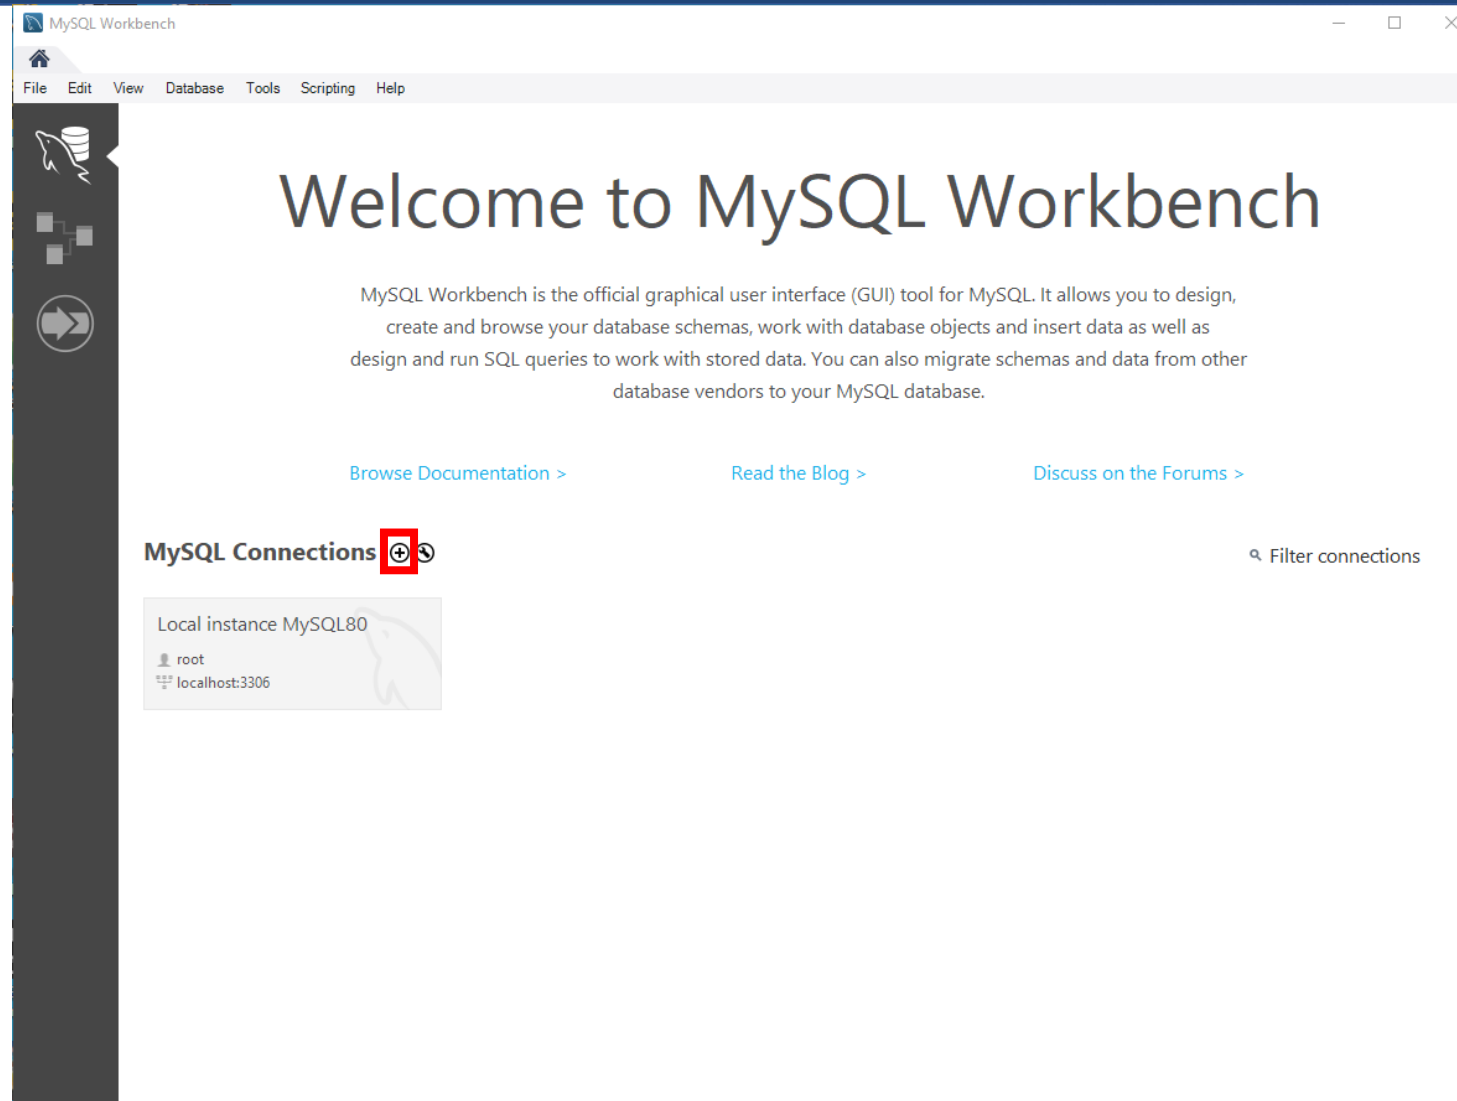 MySQL Workbench
File Edit View Database Tools Scripting Help
Welcome to MySQL Workbench
MySQL Workbench is the official graphical user interface (GUI) tool for MySQL. It allows you to design,
create and browse your database schemas, work with database objects and insert data as well as
design and run SQL queries to work with stored data. You can also migrate schemas and data from other
database vendors to your MySQL database.
Browse Documentation > Read the Blog > Discuss on the Forums >
MySQL Connections Filter connections
Local instance MySQL80
root
localhost:3306